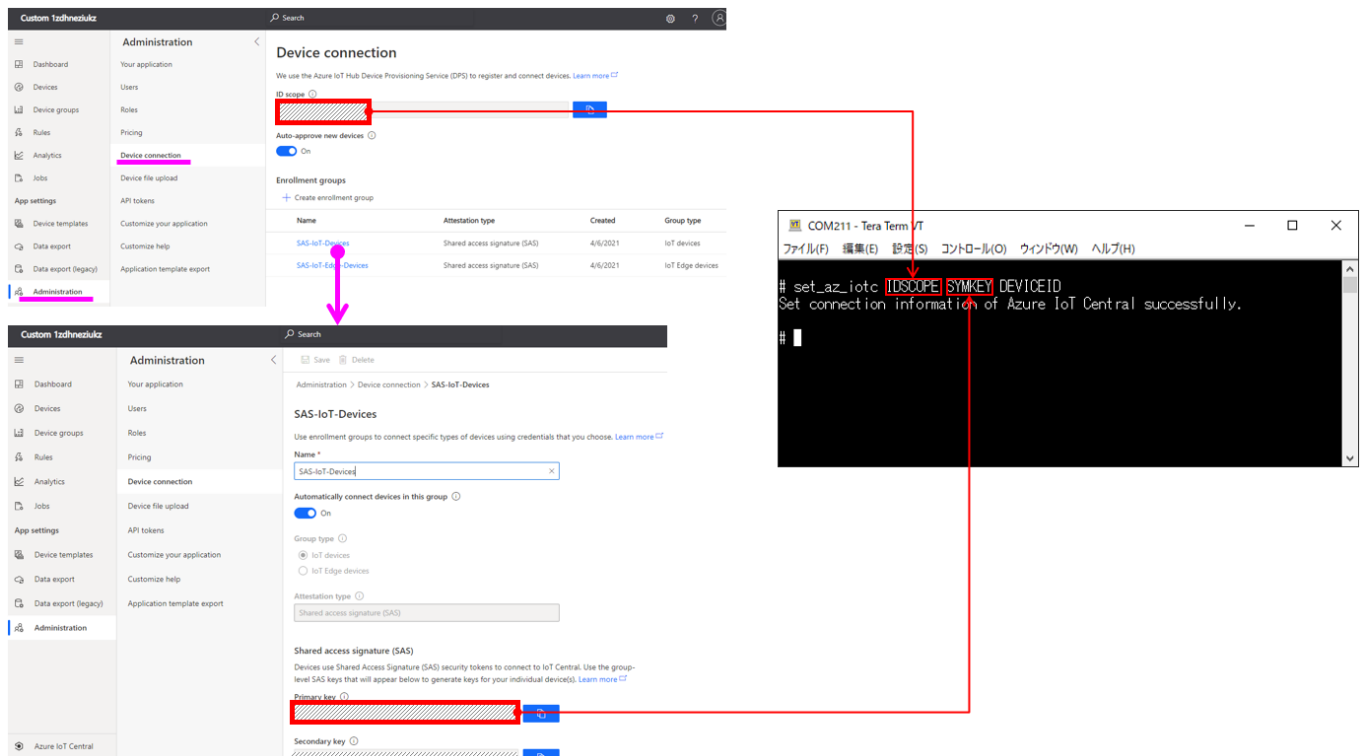 Custom 1zdhneziukz
Search
?
Dashboard
Devices
Device groups
Rules
Analytics
Jobs
App settings
Device templates
Data export
Data export (legacy)
Administration
Administration
Your application
Users
Roles
Pricing
Device connection
Device file upload
API tokens
Customize your application
Customize help
Application template export
Device connection
We use the Azure IoT Hub Device Provisioning Service (DPS) to register and connect devices. Learn more
ID scope
Auto-approve new devices
On
Enrollment groups
+ Create enrollment group
Name Attestation type Created Group type
SAS-IoT-Devices Shared access signature (SAS) 4/6/2021 IoT devices
SAS-IoT-Edge-Devices Shared access signature (SAS) 4/6/2021 IoT Edge devices
Custom 1zdhneziukz
Search
Dashboard
Devices
Device groups
Rules
Analytics
Jobs
App settings
Device templates
Data export
Data export (legacy)
Administration
Azure IoT Central
Administration
Your application
Users
Roles
Pricing
Device connection
Device file upload
API tokens
Customize your application
Customize help
Application template export
Save Delete
Administration > Device connection > SAS-IoT-Devices
SAS-IoT-Devices
Use enrollment groups to connect specific types of devices using credentials that you choose. Learn more
Name *
SAS-IoT-Devices
Automatically connect devices in this group
On
Group type
IoT devices
IoT Edge devices
Attestation type
Shared access signature (SAS)
Shared access signature (SAS)
Devices use Shared Access Signature (SAS) security tokens to connect to IoT Central. Use the group-
level SAS keys that will appear below to generate keys for your individual device(s). Learn more
Primary key
Secondary key
COM211 - Tera Term VT
ファイル(F) 編集(E) 設定(S) コントロール(O) ウィンドウ(W) ヘルプ(H)
# set_az_iotc IDSCOPE SYMKEY DEVICEID
Set connection information of Azure IoT Central successfully.
#